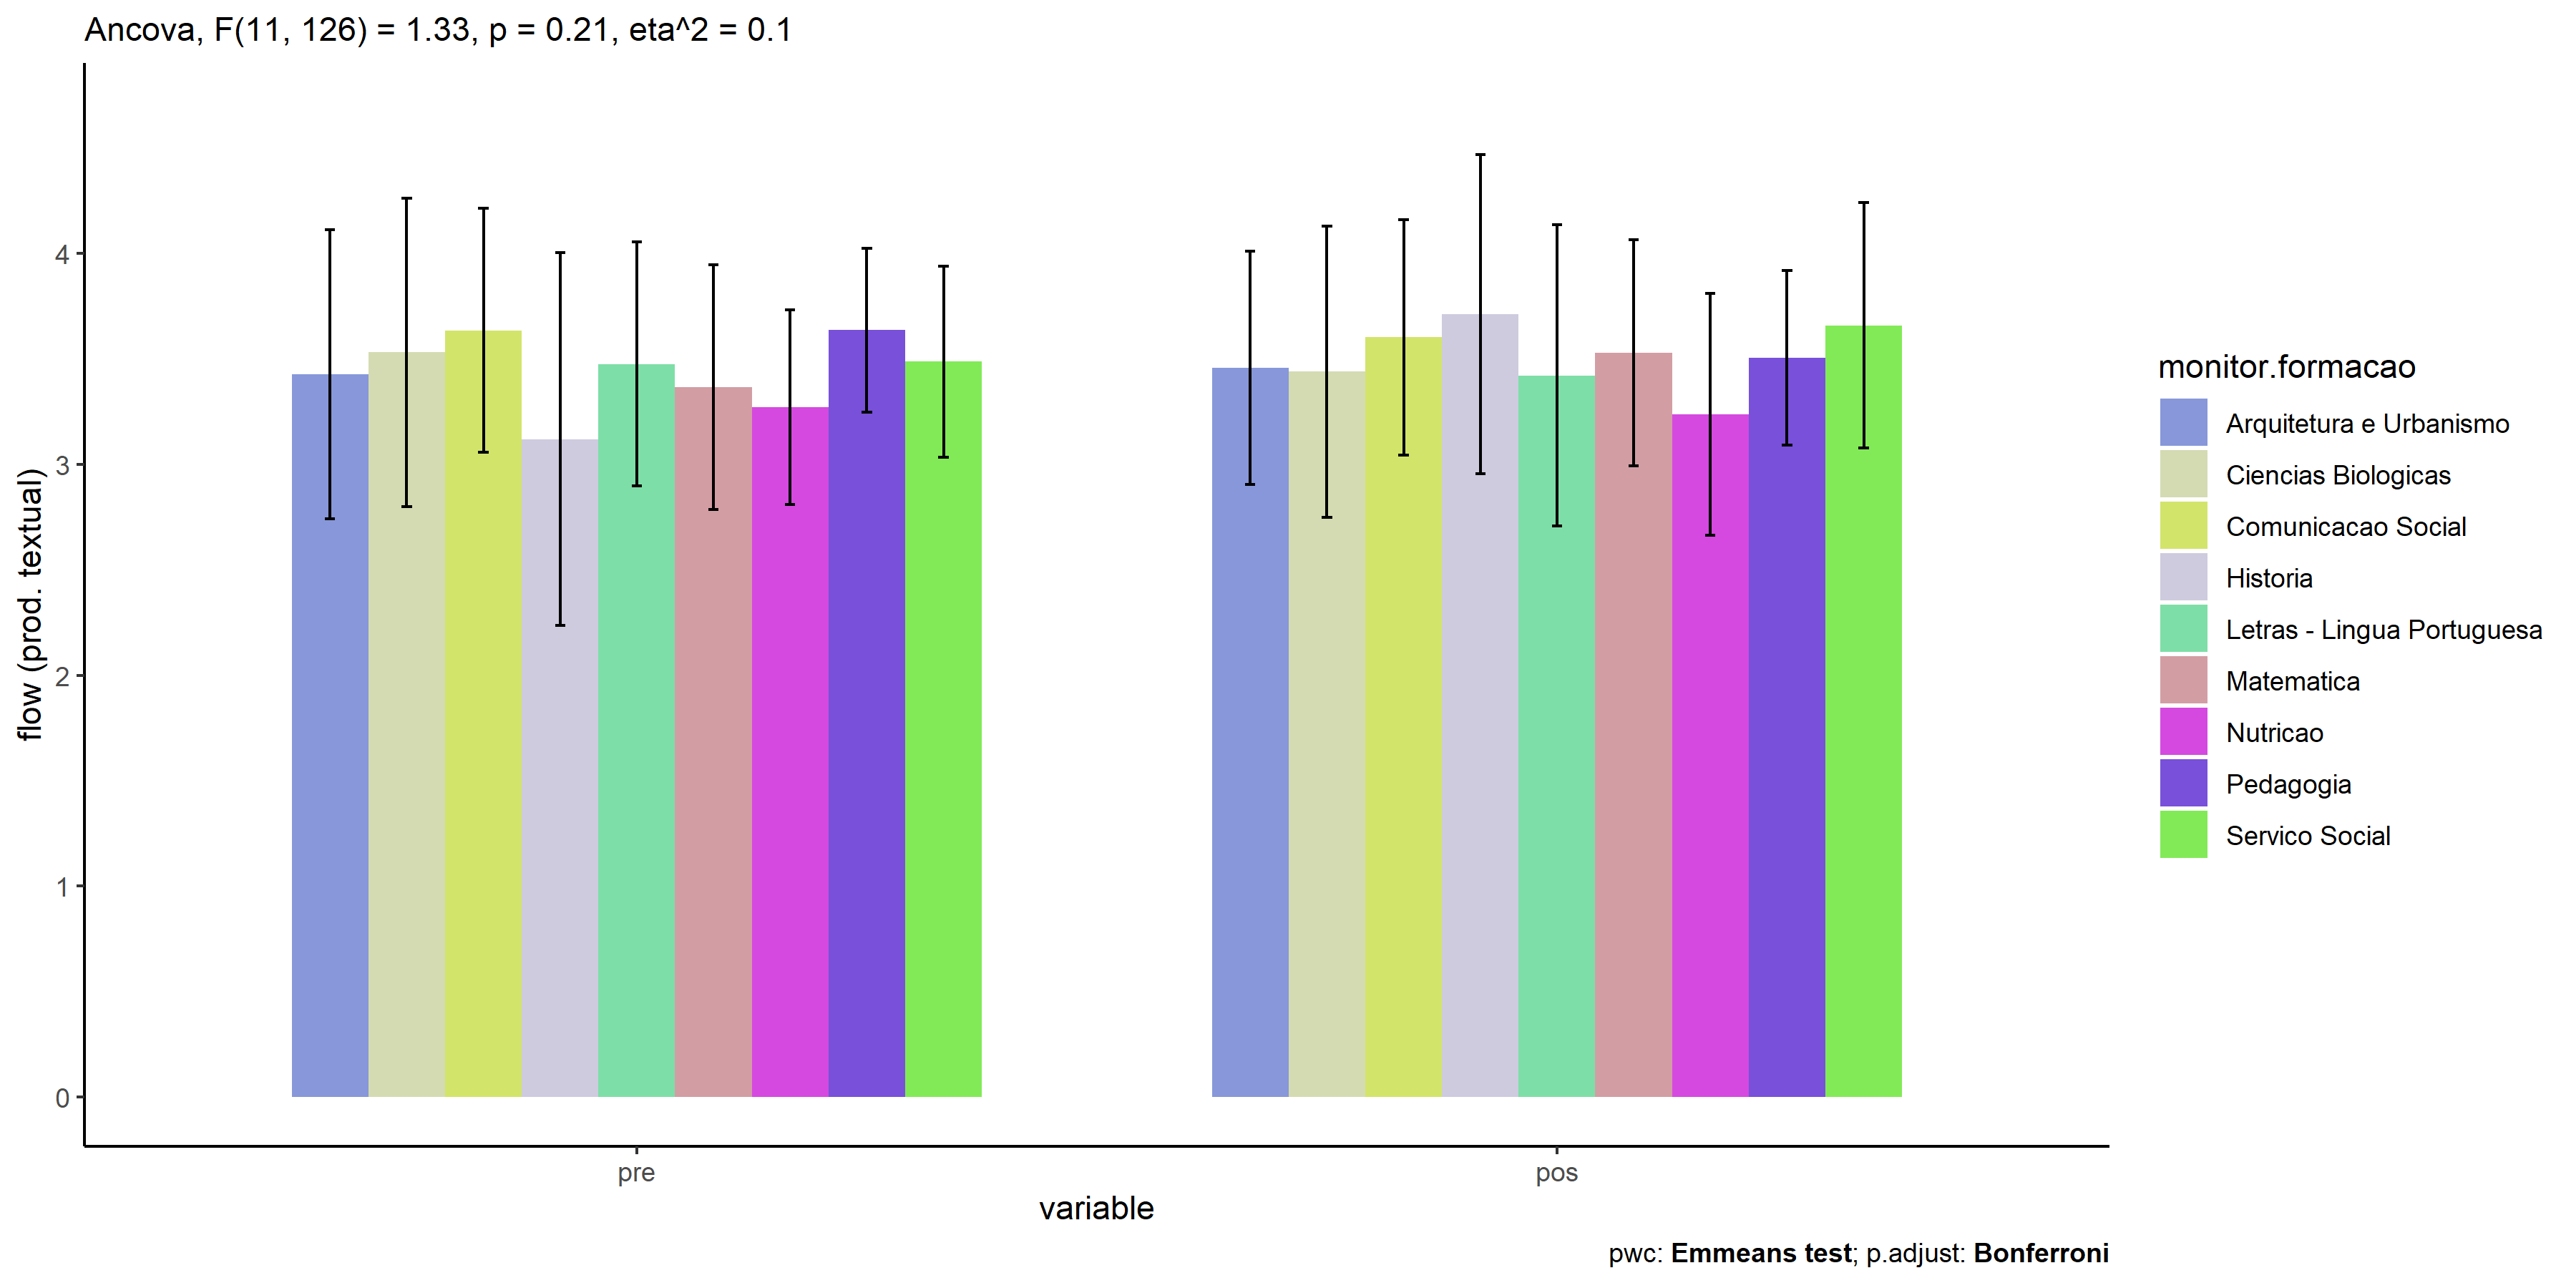 Ancova, F(11, 126) = 1.33, p = 0.21, eta^2 = 0.1
flow (prod. textual)
4
3
2
1
0
pre
pos
variable
monitor.formacao
Arquitetura e Urbanismo
Ciencias Biologicas
Comunicacao Social
Historia
Letras - Lingua Portuguesa
Matematica
Nutricao
Pedagogia
Servico Social
pwc: Emmeans test; p.adjust: Bonferroni